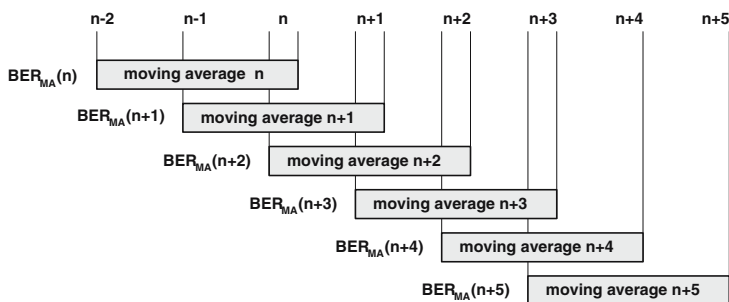 n-2 n-1 n n+1 n+2 n+3 n+4 n+5
BER_MA(n) moving average n
BER_MA(n+1) moving average n+1
BER_MA(n+2) moving average n+2
BER_MA(n+3) moving average n+3
BER_MA(n+4) moving average n+4
BER_MA(n+5) moving average n+5